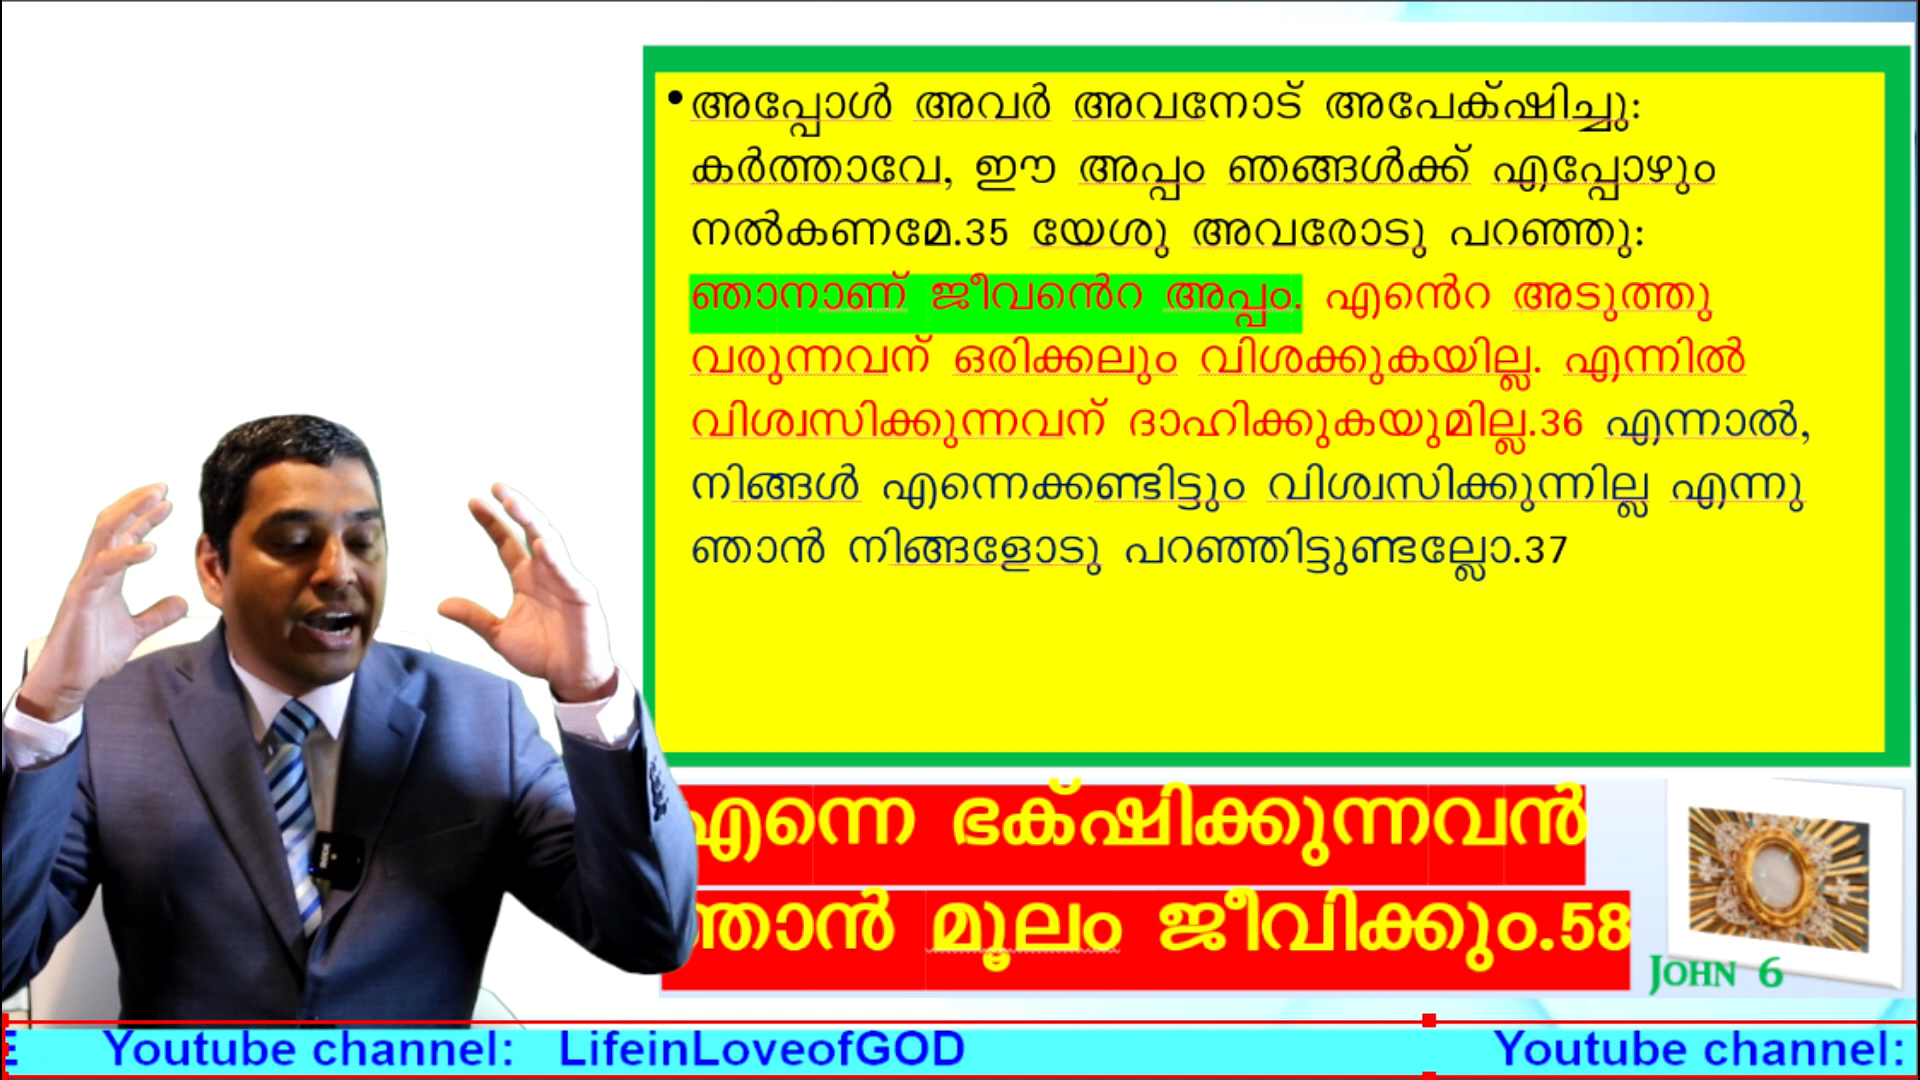 •അപ്പോൾ അവർ അവനോട് അപേക്ഷിച്ചു:
കർത്താവേ, ഈ അപ്പം ഞങ്ങൾക്ക് എപ്പോഴും
നൽകണമേ.35 യേശു അവരോടു പറഞ്ഞു:
ഞാനാണ് ജീവൻെറ അപ്പം. എൻെറ അടുത്തു
വരുന്നവന് ഒരിക്കലും വിശക്കുകയില്ല. എന്നിൽ
വിശ്വസിക്കുന്നവന് ദാഹിക്കുകയുമില്ല.36 എന്നാൽ,
നിങ്ങൾ എന്നെക്കണ്ടിട്ടും വിശ്വസിക്കുന്നില്ല എന്നു
ഞാൻ നിങ്ങളോടു പറഞ്ഞിട്ടുണ്ടല്ലോ.37
എന്നെ ഭക്ഷിക്കുന്നവൻ
ഞാൻ മൂലം ജീവിക്കും.58
JOHN 6
Youtube channel: LifeinLoveofGOD Youtube channel: